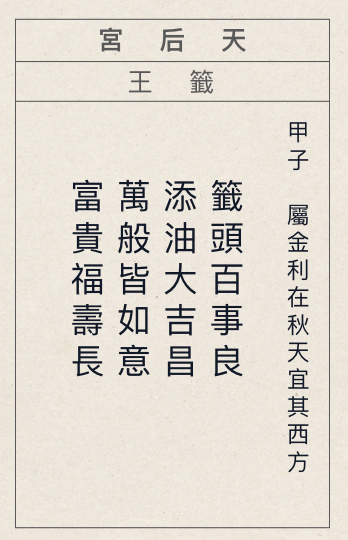 天后宮
籤王
甲子　屬金利在秋天宜其西方
籤頭百事良
添油大吉昌
萬般皆如意
富貴福壽長